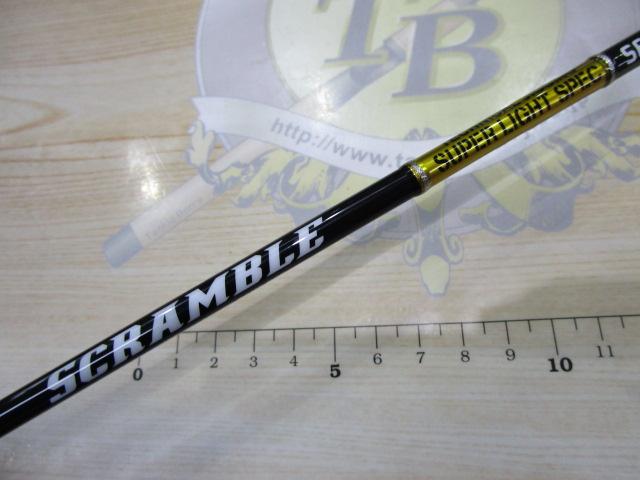 TB
http://www.ta
SUPER LIGHT SPEC
SCRAMBLE
0 1 2 3 4 5 6 7 8 9 10 11